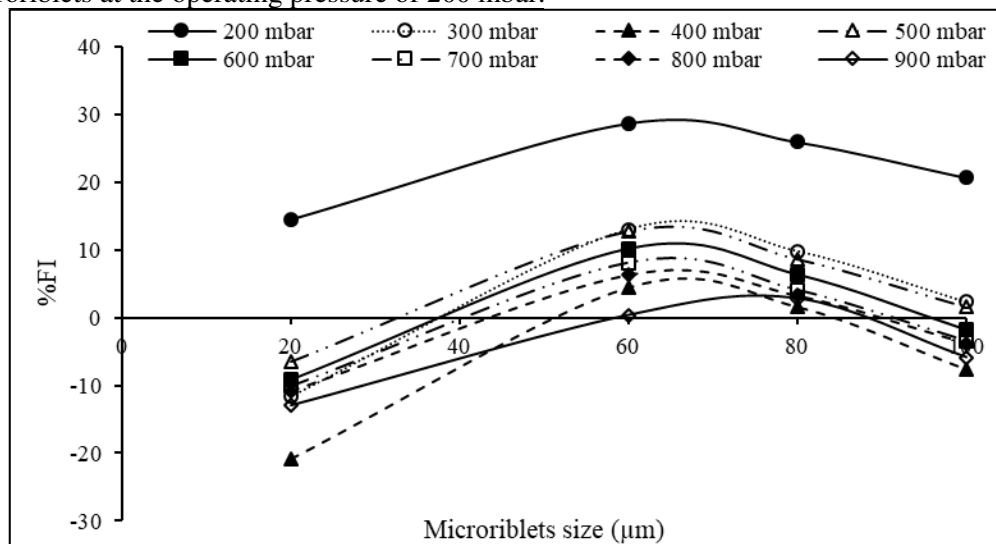 roriblets at the operating pressure of 200 mbar.
200 mbar 300 mbar 400 mbar 500 mbar
600 mbar 700 mbar 800 mbar 900 mbar
40
30
20
10
0
-10
-20
-30
%FI
0 20 40 60 80
Microriblets size (µm)